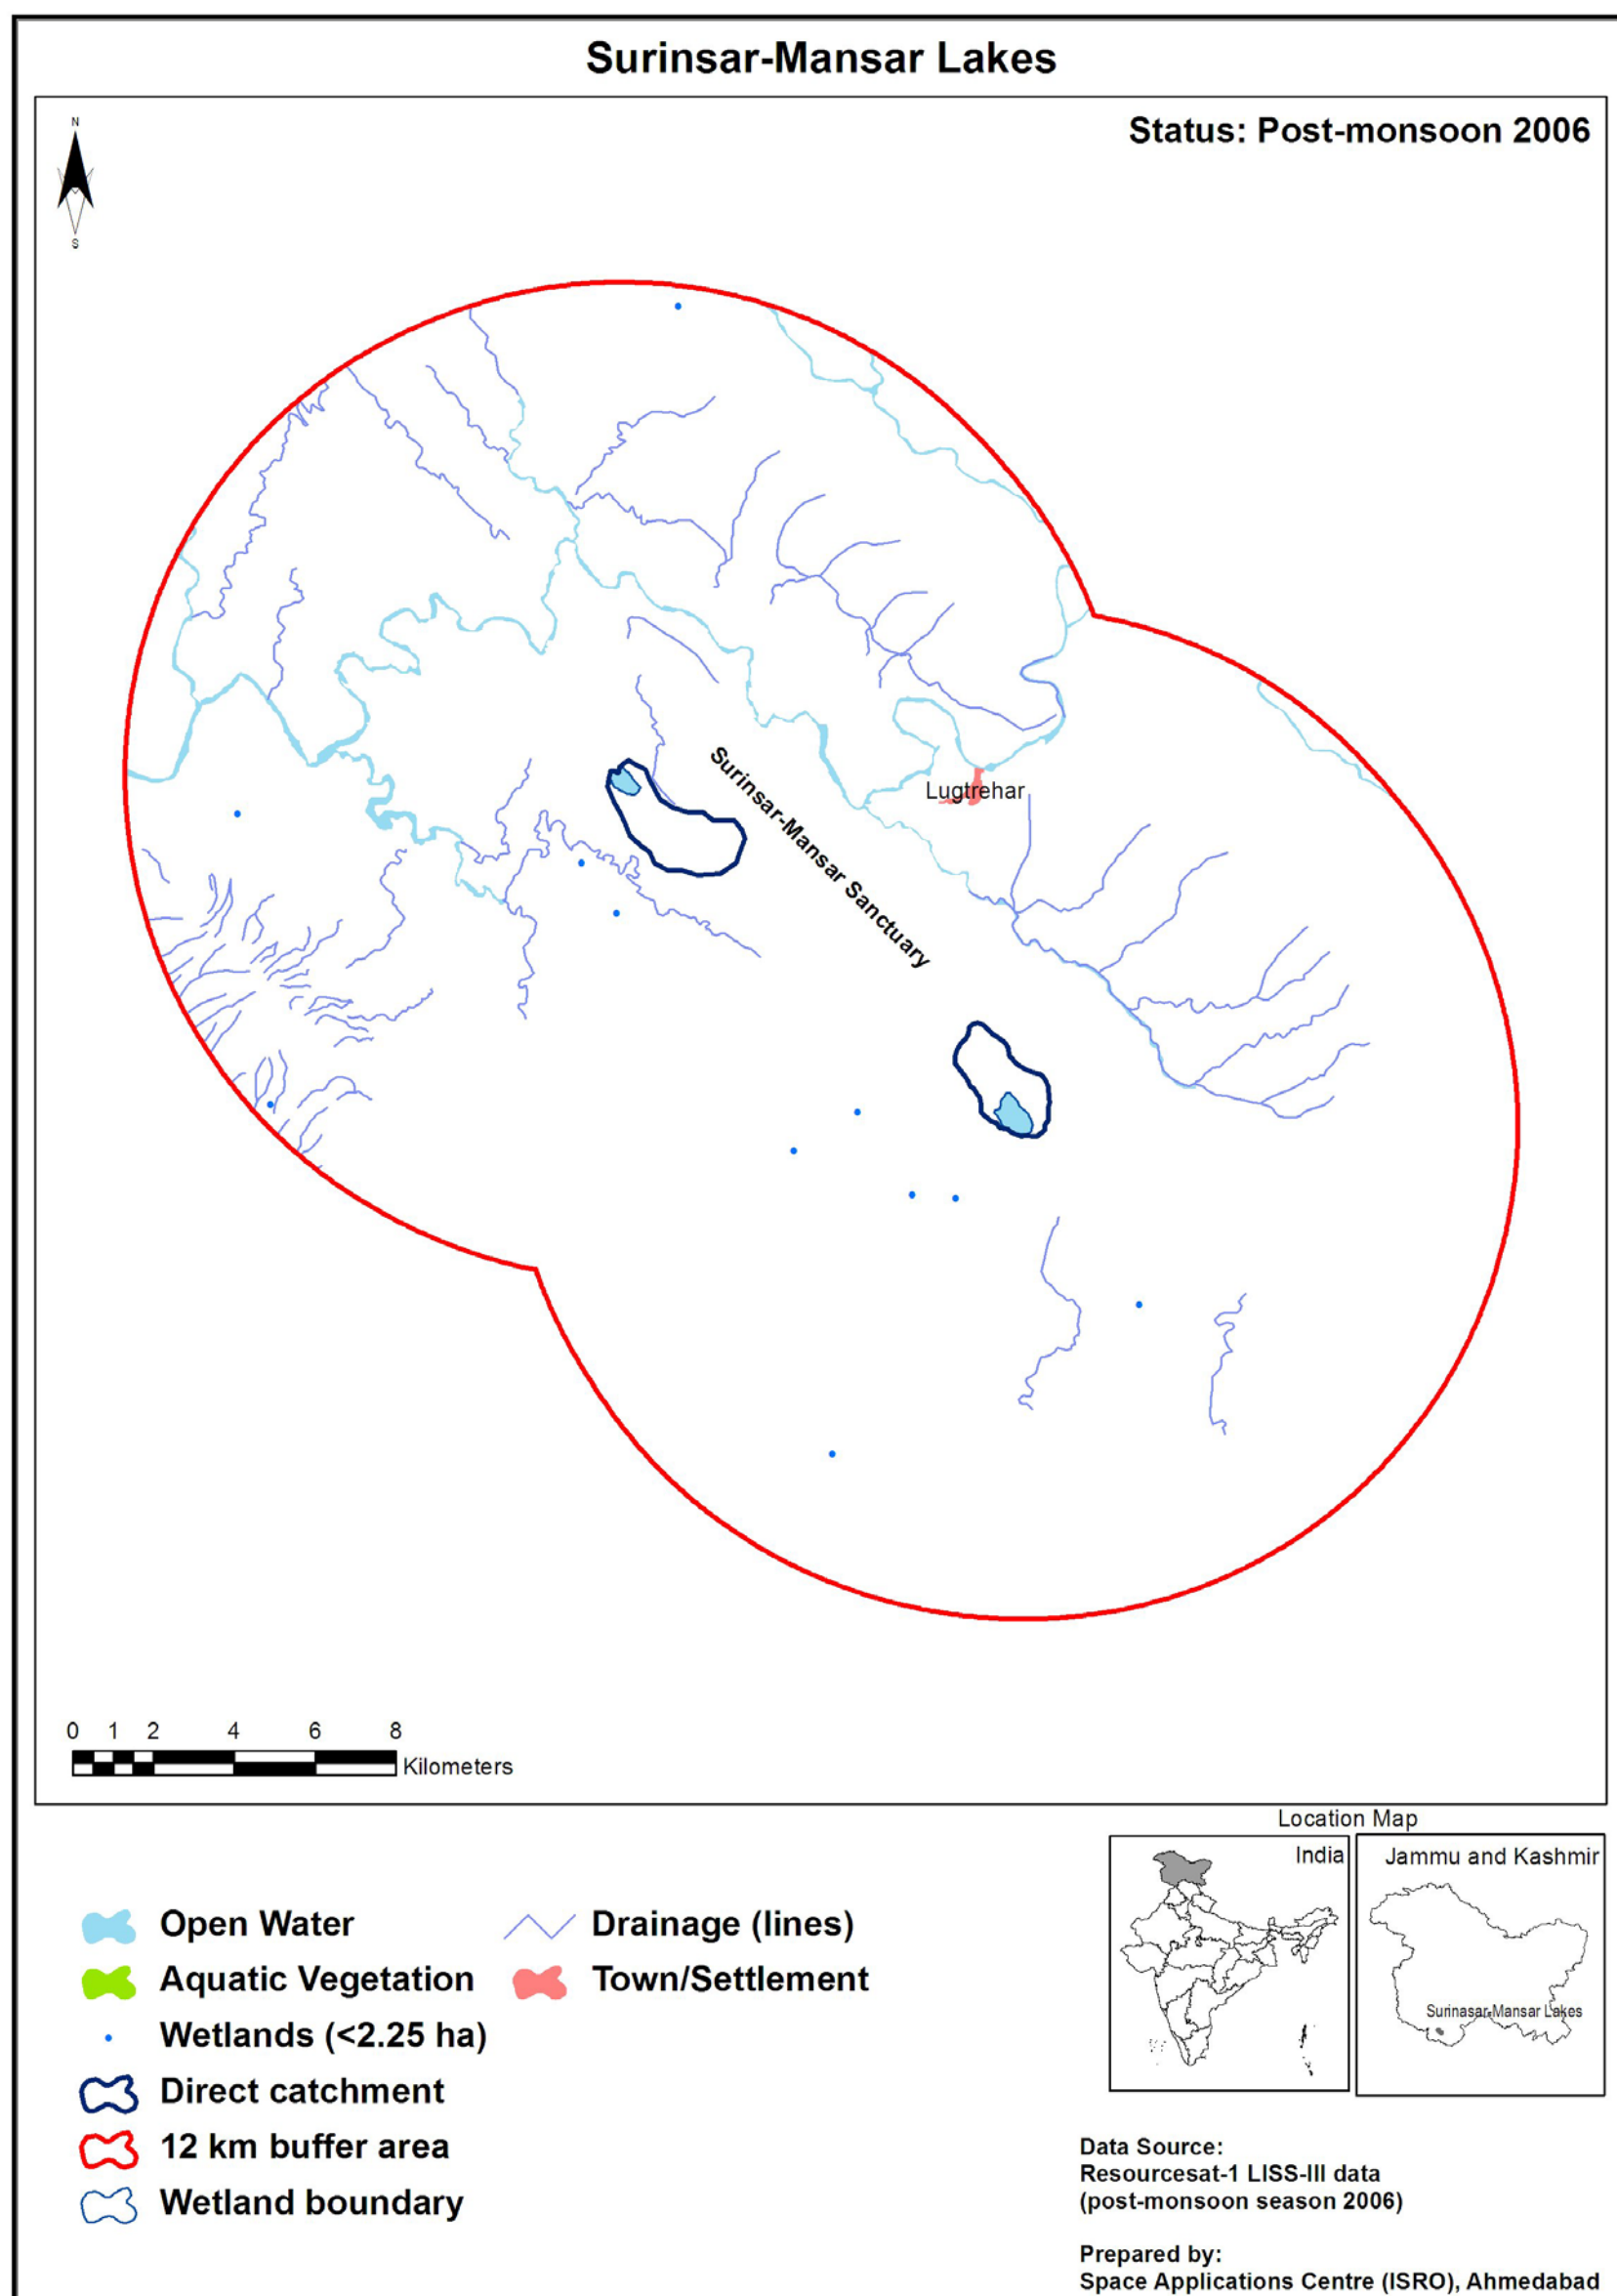 Surinsar-Mansar Lakes
Status: Post-monsoon 2006
N
S
Lugtrehar
Surinsar-Mansar Sanctuary
0 1 2 4 6 8
Kilometers
Location Map
India
Jammu and Kashmir
Surinasar-Mansar Lakes
Open Water
Drainage (lines)
Aquatic Vegetation
Town/Settlement
Wetlands (<2.25 ha)
Direct catchment
12 km buffer area
Wetland boundary
Data Source:
Resourcesat-1 LISS-III data
(post-monsoon season 2006)
Prepared by:
Space Applications Centre (ISRO), Ahmedabad